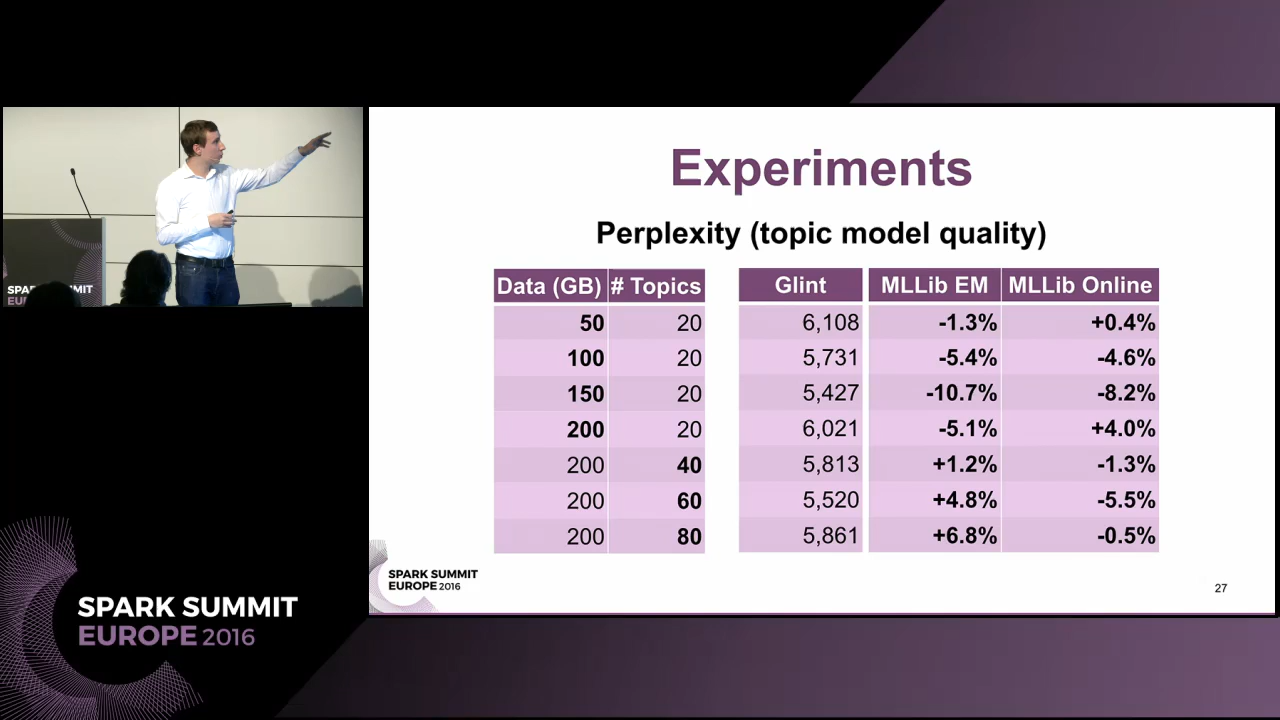 Experiments
Perplexity (topic model quality)
Data (GB) # Topics Glint MLLib EM MLLib Online
50 20 6,108 -1.3% +0.4%
100 20 5,731 -5.4% -4.6%
150 20 5,427 -10.7% -8.2%
200 20 6,021 -5.1% +4.0%
200 40 5,813 +1.2% -1.3%
200 60 5,520 +4.8% -5.5%
200 80 5,861 +6.8% -0.5%
SPARK SUMMIT
EUROPE 2016
27
SPARK SUMMIT
EUROPE 2016